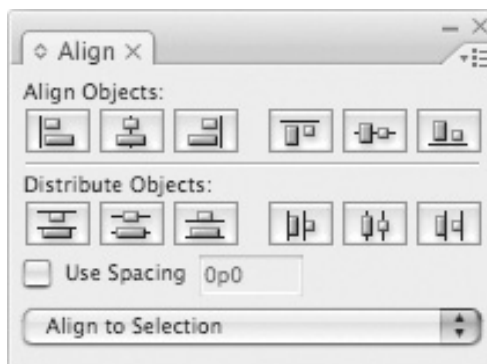 Align
Align Objects:
Distribute Objects:
Use Spacing 0p0
Align to Selection